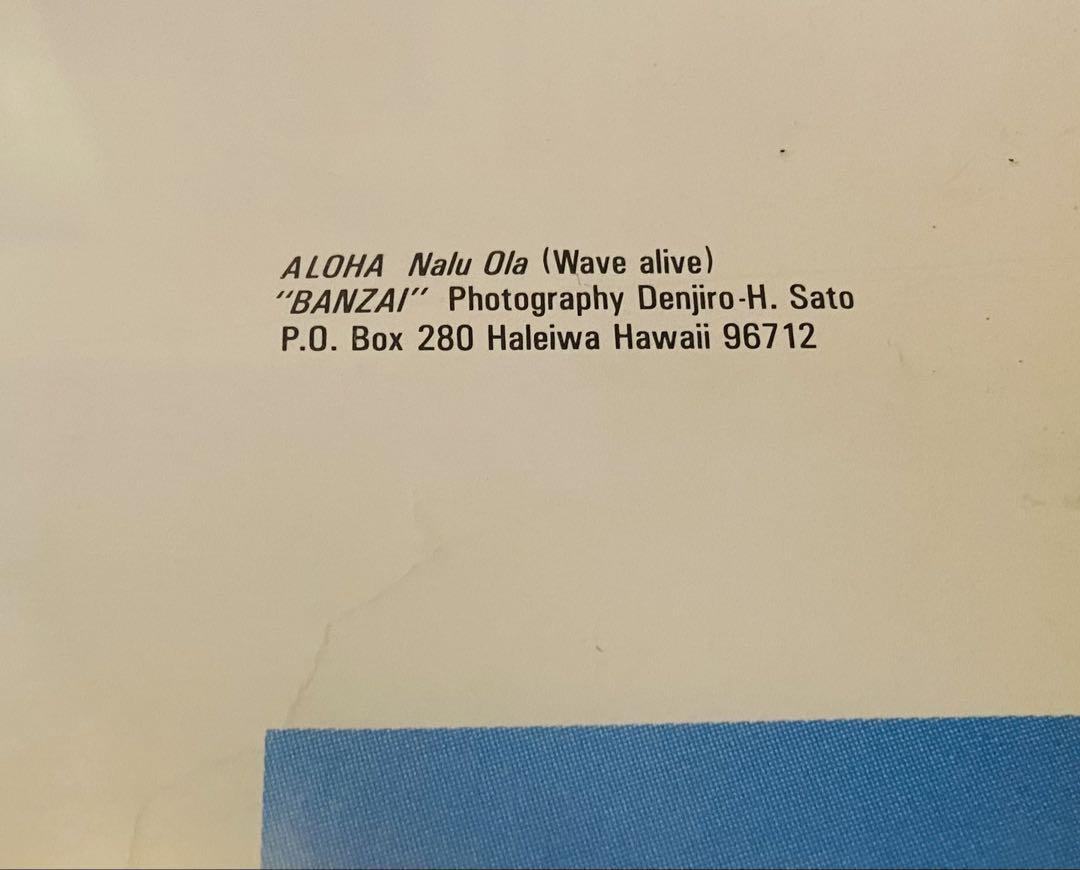 ALOHA Nalu Ola (Wave alive)
"BANZAI" Photography Denjiro-H. Sato
P.O. Box 280 Haleiwa Hawaii 96712